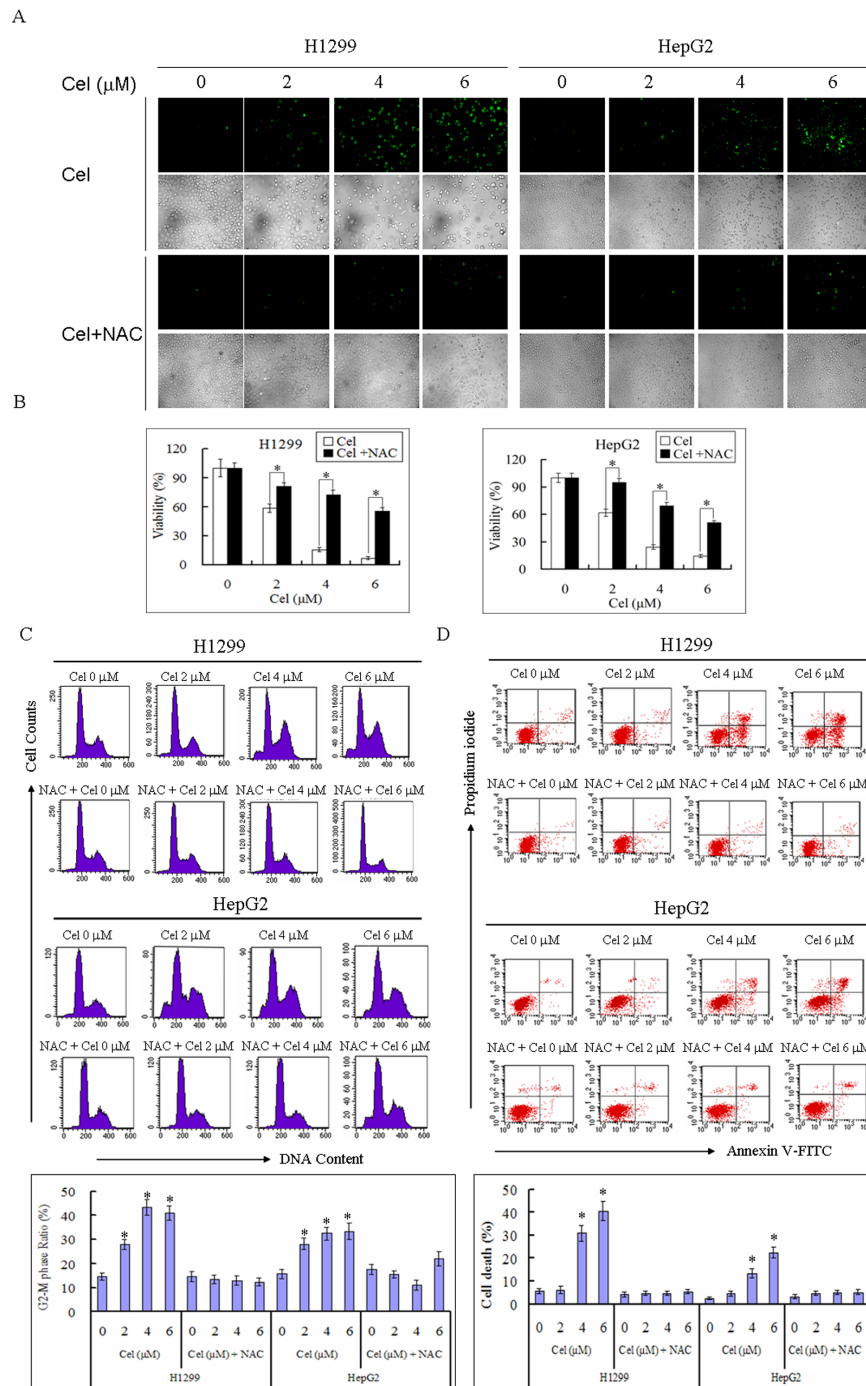 A
H1299 HepG2
Cel (µM) 0 2 4 6 0 2 4 6
Cel
Cel+NAC
B
H1299
Cel
Cel +NAC
Viability (%)
120
90
60
30
0
0 2 4 6
Cel (µM)
* * *
HepG2
Cel
Cel +NAC
Viability (%)
120
90
60
30
0
0 2 4 6
Cel (µM)
* * *
C
H1299
Cel 0 µM Cel 2 µM Cel 4 µM Cel 6 µM
NAC + Cel 0 µM NAC + Cel 2 µM NAC + Cel 4 µM NAC + Cel 6 µM
Cell Counts
HepG2
Cel 0 µM Cel 2 µM Cel 4 µM Cel 6 µM
NAC + Cel 0 µM NAC + Cel 2 µM NAC + Cel 4 µM NAC + Cel 6 µM
DNA Content
G2-M phase Ratio (%)
50
40
30
20
10
0
* * * * * *
0 2 4 6 0 2 4 6 0 2 4 6 0 2 4 6
Cel (µM) Cel (µM) + NAC Cel (µM) Cel (µM) + NAC
H1299 HepG2
D
H1299
Cel 0 µM Cel 2 µM Cel 4 µM Cel 6 µM
NAC + Cel 0 µM NAC + Cel 2 µM NAC + Cel 4 µM NAC + Cel 6 µM
Propidium iodide
HepG2
Cel 0 µM Cel 2 µM Cel 4 µM Cel 6 µM
NAC + Cel 0 µM NAC + Cel 2 µM NAC + Cel 4 µM NAC + Cel 6 µM
Annexin V-FITC
Cell death (%)
50
40
30
20
10
0
* * * *
0 2 4 6 0 2 4 6 0 2 4 6 0 2 4 6
Cel (µM) Cel (µM) + NAC Cel (µM) Cel (µM) + NAC
H1299 HepG2